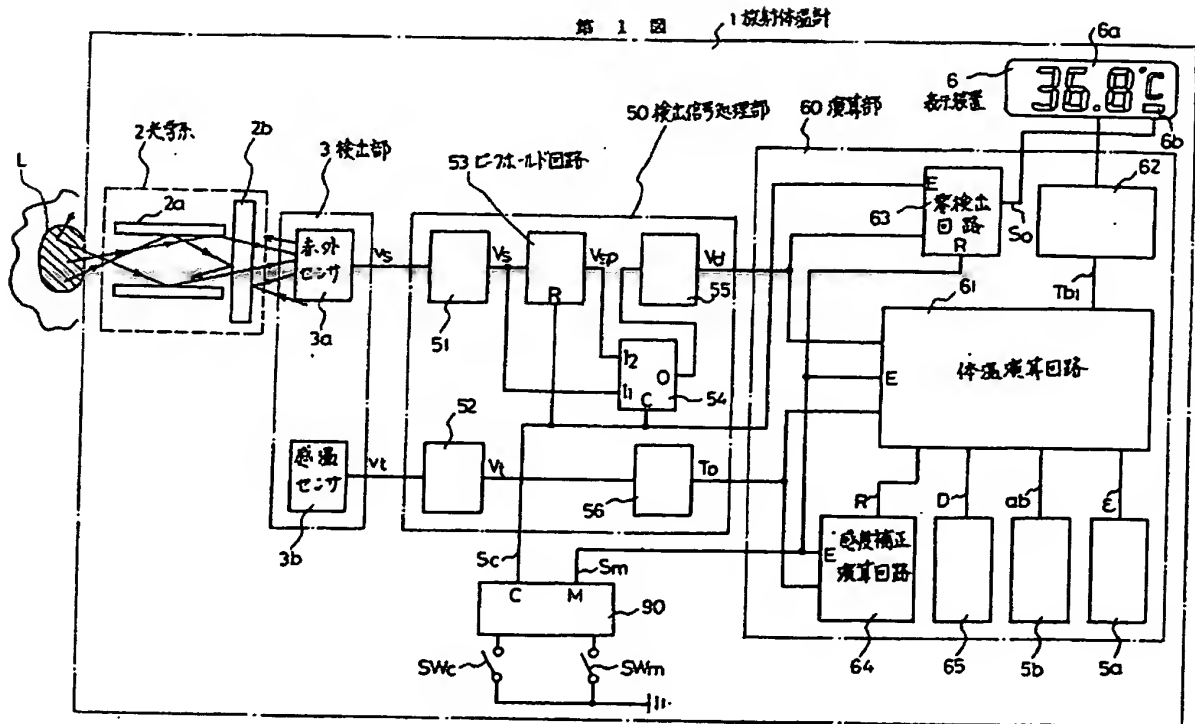 第 1 図
1 放射体温計
6a
6 表示装置
36.8℃
6b
2 光学系
2b
2a
L
3 検出部
50 検出信号処理部
60 演算部
53 ピークホールド回路
62
E
63
零検出回路
R
So
Tb1
赤外センサ
3a
Vs
51
Vs
R
Vsp
55
Vd
I2
I1
O
C
54
61
E
体温演算回路
感温センサ
3b
Vt
52
Vt
56
To
R
D
ab
ε
E
感度補正演算回路
64
65
5b
5a
Sc
Sm
C
M
90
SWc
SWm